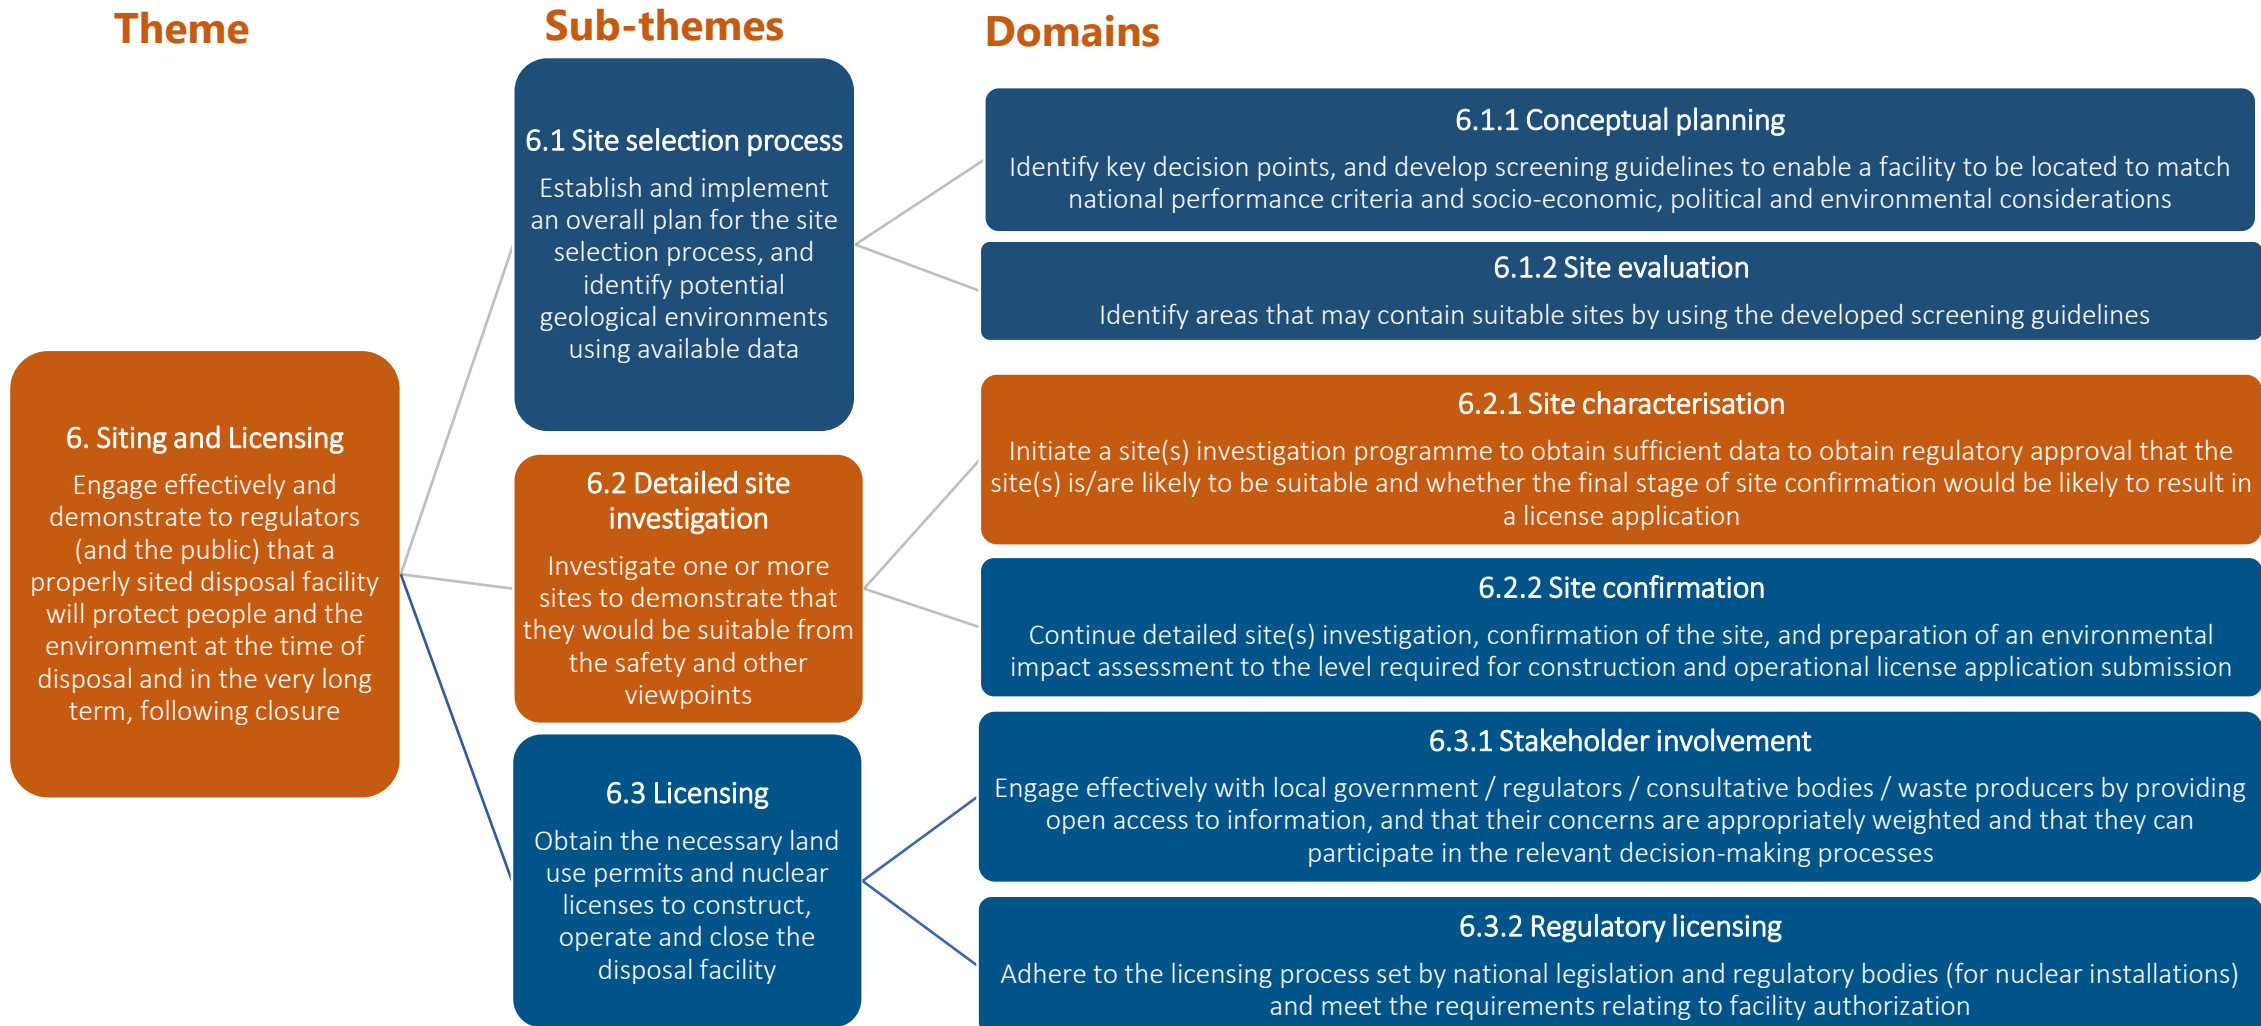 Theme
Sub-themes
Domains
6. Siting and Licensing
Engage effectively and
demonstrate to regulators
(and the public) that a
properly sited disposal facility
will protect people and the
environment at the time of
disposal and in the very long
term, following closure
6.1 Site selection process
Establish and implement
an overall plan for the site
selection process, and
identify potential
geological environments
using available data
6.1.1 Conceptual planning
Identify key decision points, and develop screening guidelines to enable a facility to be located to match
national performance criteria and socio-economic, political and environmental considerations
6.1.2 Site evaluation
Identify areas that may contain suitable sites by using the developed screening guidelines
6.2 Detailed site
investigation
Investigate one or more
sites to demonstrate that
they would be suitable from
the safety and other
viewpoints
6.2.1 Site characterisation
Initiate a site(s) investigation programme to obtain sufficient data to obtain regulatory approval that the
site(s) is/are likely to be suitable and whether the final stage of site confirmation would be likely to result in
a license application
6.2.2 Site confirmation
Continue detailed site(s) investigation, confirmation of the site, and preparation of an environmental
impact assessment to the level required for construction and operational license application submission
6.3 Licensing
Obtain the necessary land
use permits and nuclear
licenses to construct,
operate and close the
disposal facility
6.3.1 Stakeholder involvement
Engage effectively with local government / regulators / consultative bodies / waste producers by providing
open access to information, and that their concerns are appropriately weighted and that they can
participate in the relevant decision-making processes
6.3.2 Regulatory licensing
Adhere to the licensing process set by national legislation and regulatory bodies (for nuclear installations)
and meet the requirements relating to facility authorization